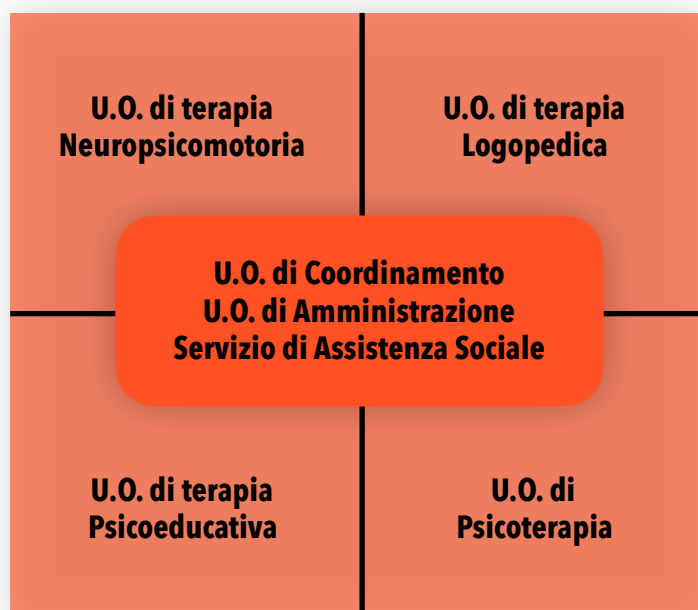 U.O. di terapia
Neuropsicomotoria
U.O. di terapia
Logopedica
U.O. di Coordinamento
U.O. di Amministrazione
Servizio di Assistenza Sociale
U.O. di terapia
Psicoeducativa
U.O. di
Psicoterapia